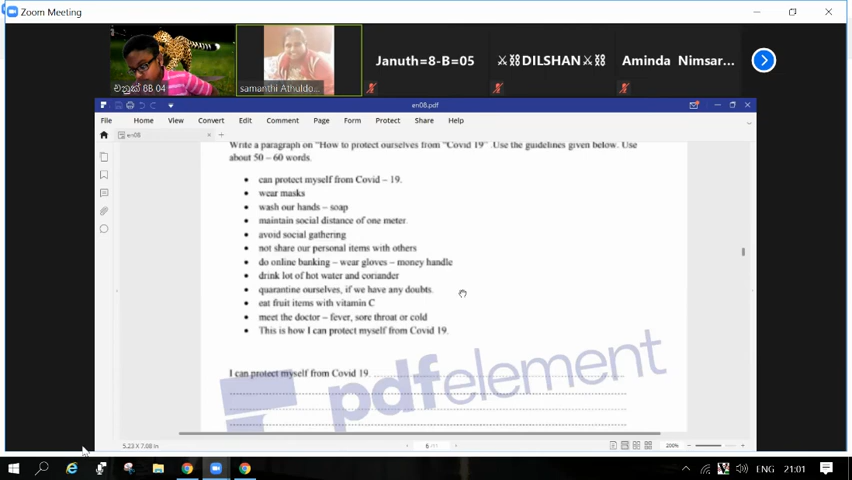 Zoom Meeting
එනුක් 8B 04
samanthi Athuldo...
Januth=8-B=05
⚔⛓DILSHAN⚔⛓
Aminda Nimsar...
en08.pdf
File Home View Convert Edit Comment Page Form Protect Share Help
en08
Write a paragraph on "How to protect ourselves from "Covid 19" .Use the guidelines given below. Use
about 50 – 60 words.
• can protect myself from Covid – 19.
• wear masks
• wash our hands – soap
• maintain social distance of one meter.
• avoid social gathering
• not share our personal items with others
• do online banking – wear gloves – money handle
• drink lot of hot water and coriander
• quarantine ourselves, if we have any doubts.
• eat fruit items with vitamin C
• meet the doctor – fever, sore throat or cold
• This is how I can protect myself from Covid 19.
I can protect myself from Covid 19.
pdfelement
5.23 X 7.08 in
6
200%
ENG 21:01